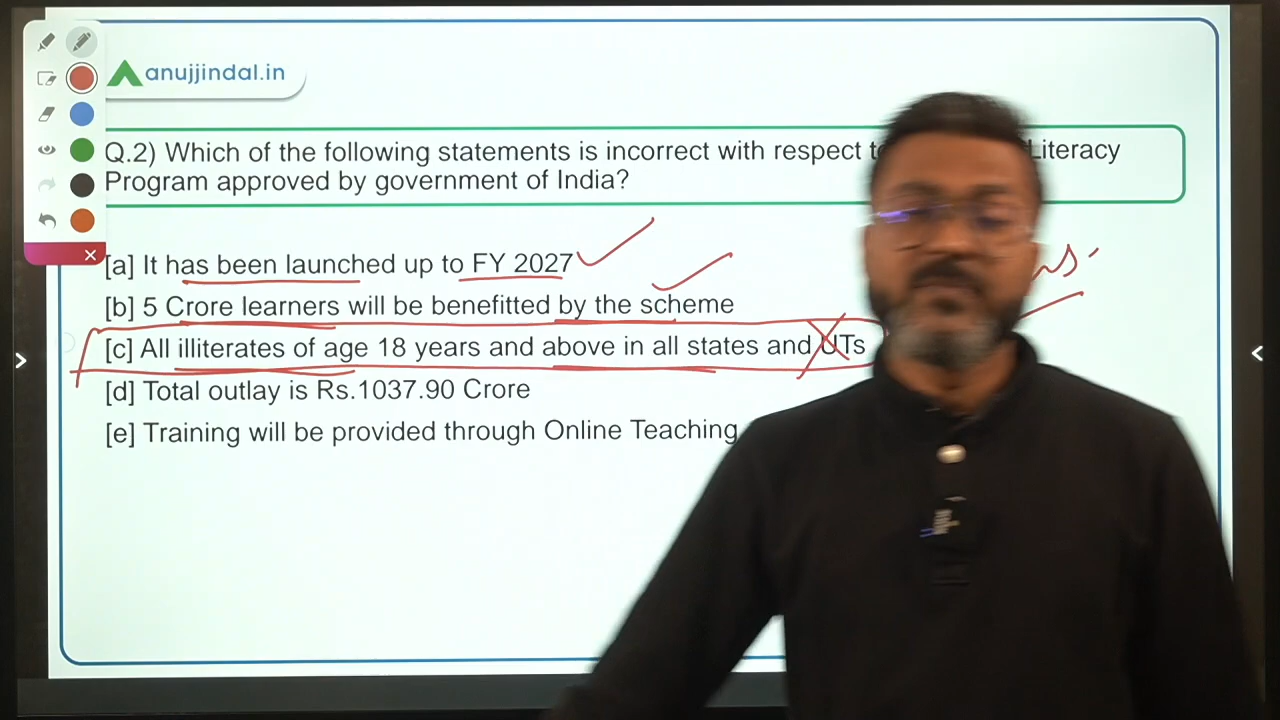 anujjindal.in
Q.2) Which of the following statements is incorrect with respect Literacy
Program approved by government of India?
[a] It has been launched up to FY 2027
[b] 5 Crore learners will be benefitted by the scheme
[c] All illiterates of age 18 years and above in all states and UTs
[d] Total outlay is Rs.1037.90 Crore
[e] Training will be provided through Online Teaching